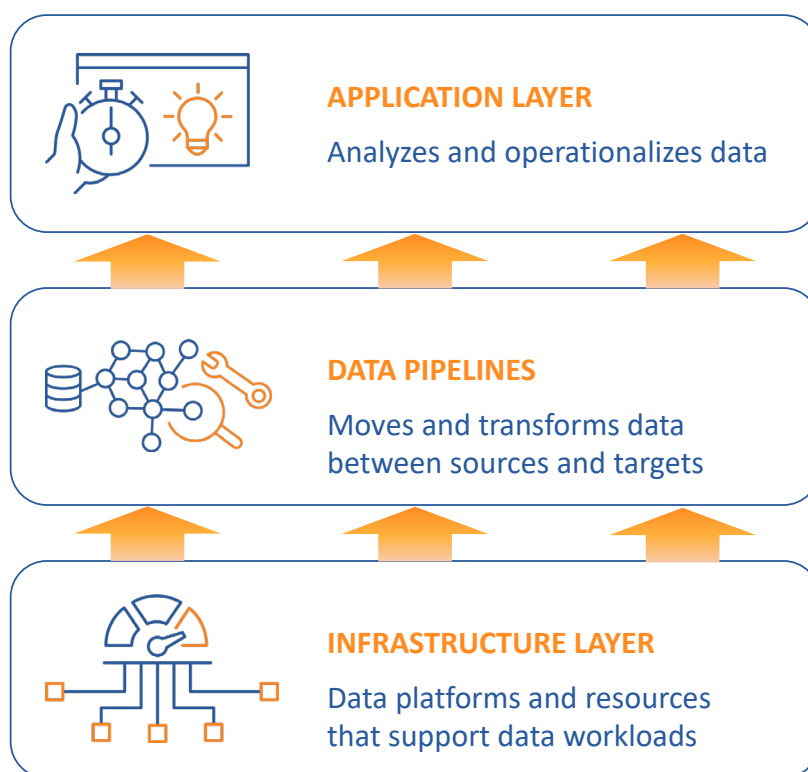 APPLICATION LAYER
Analyzes and operationalizes data
DATA PIPELINES
Moves and transforms data
between sources and targets
INFRASTRUCTURE LAYER
Data platforms and resources
that support data workloads